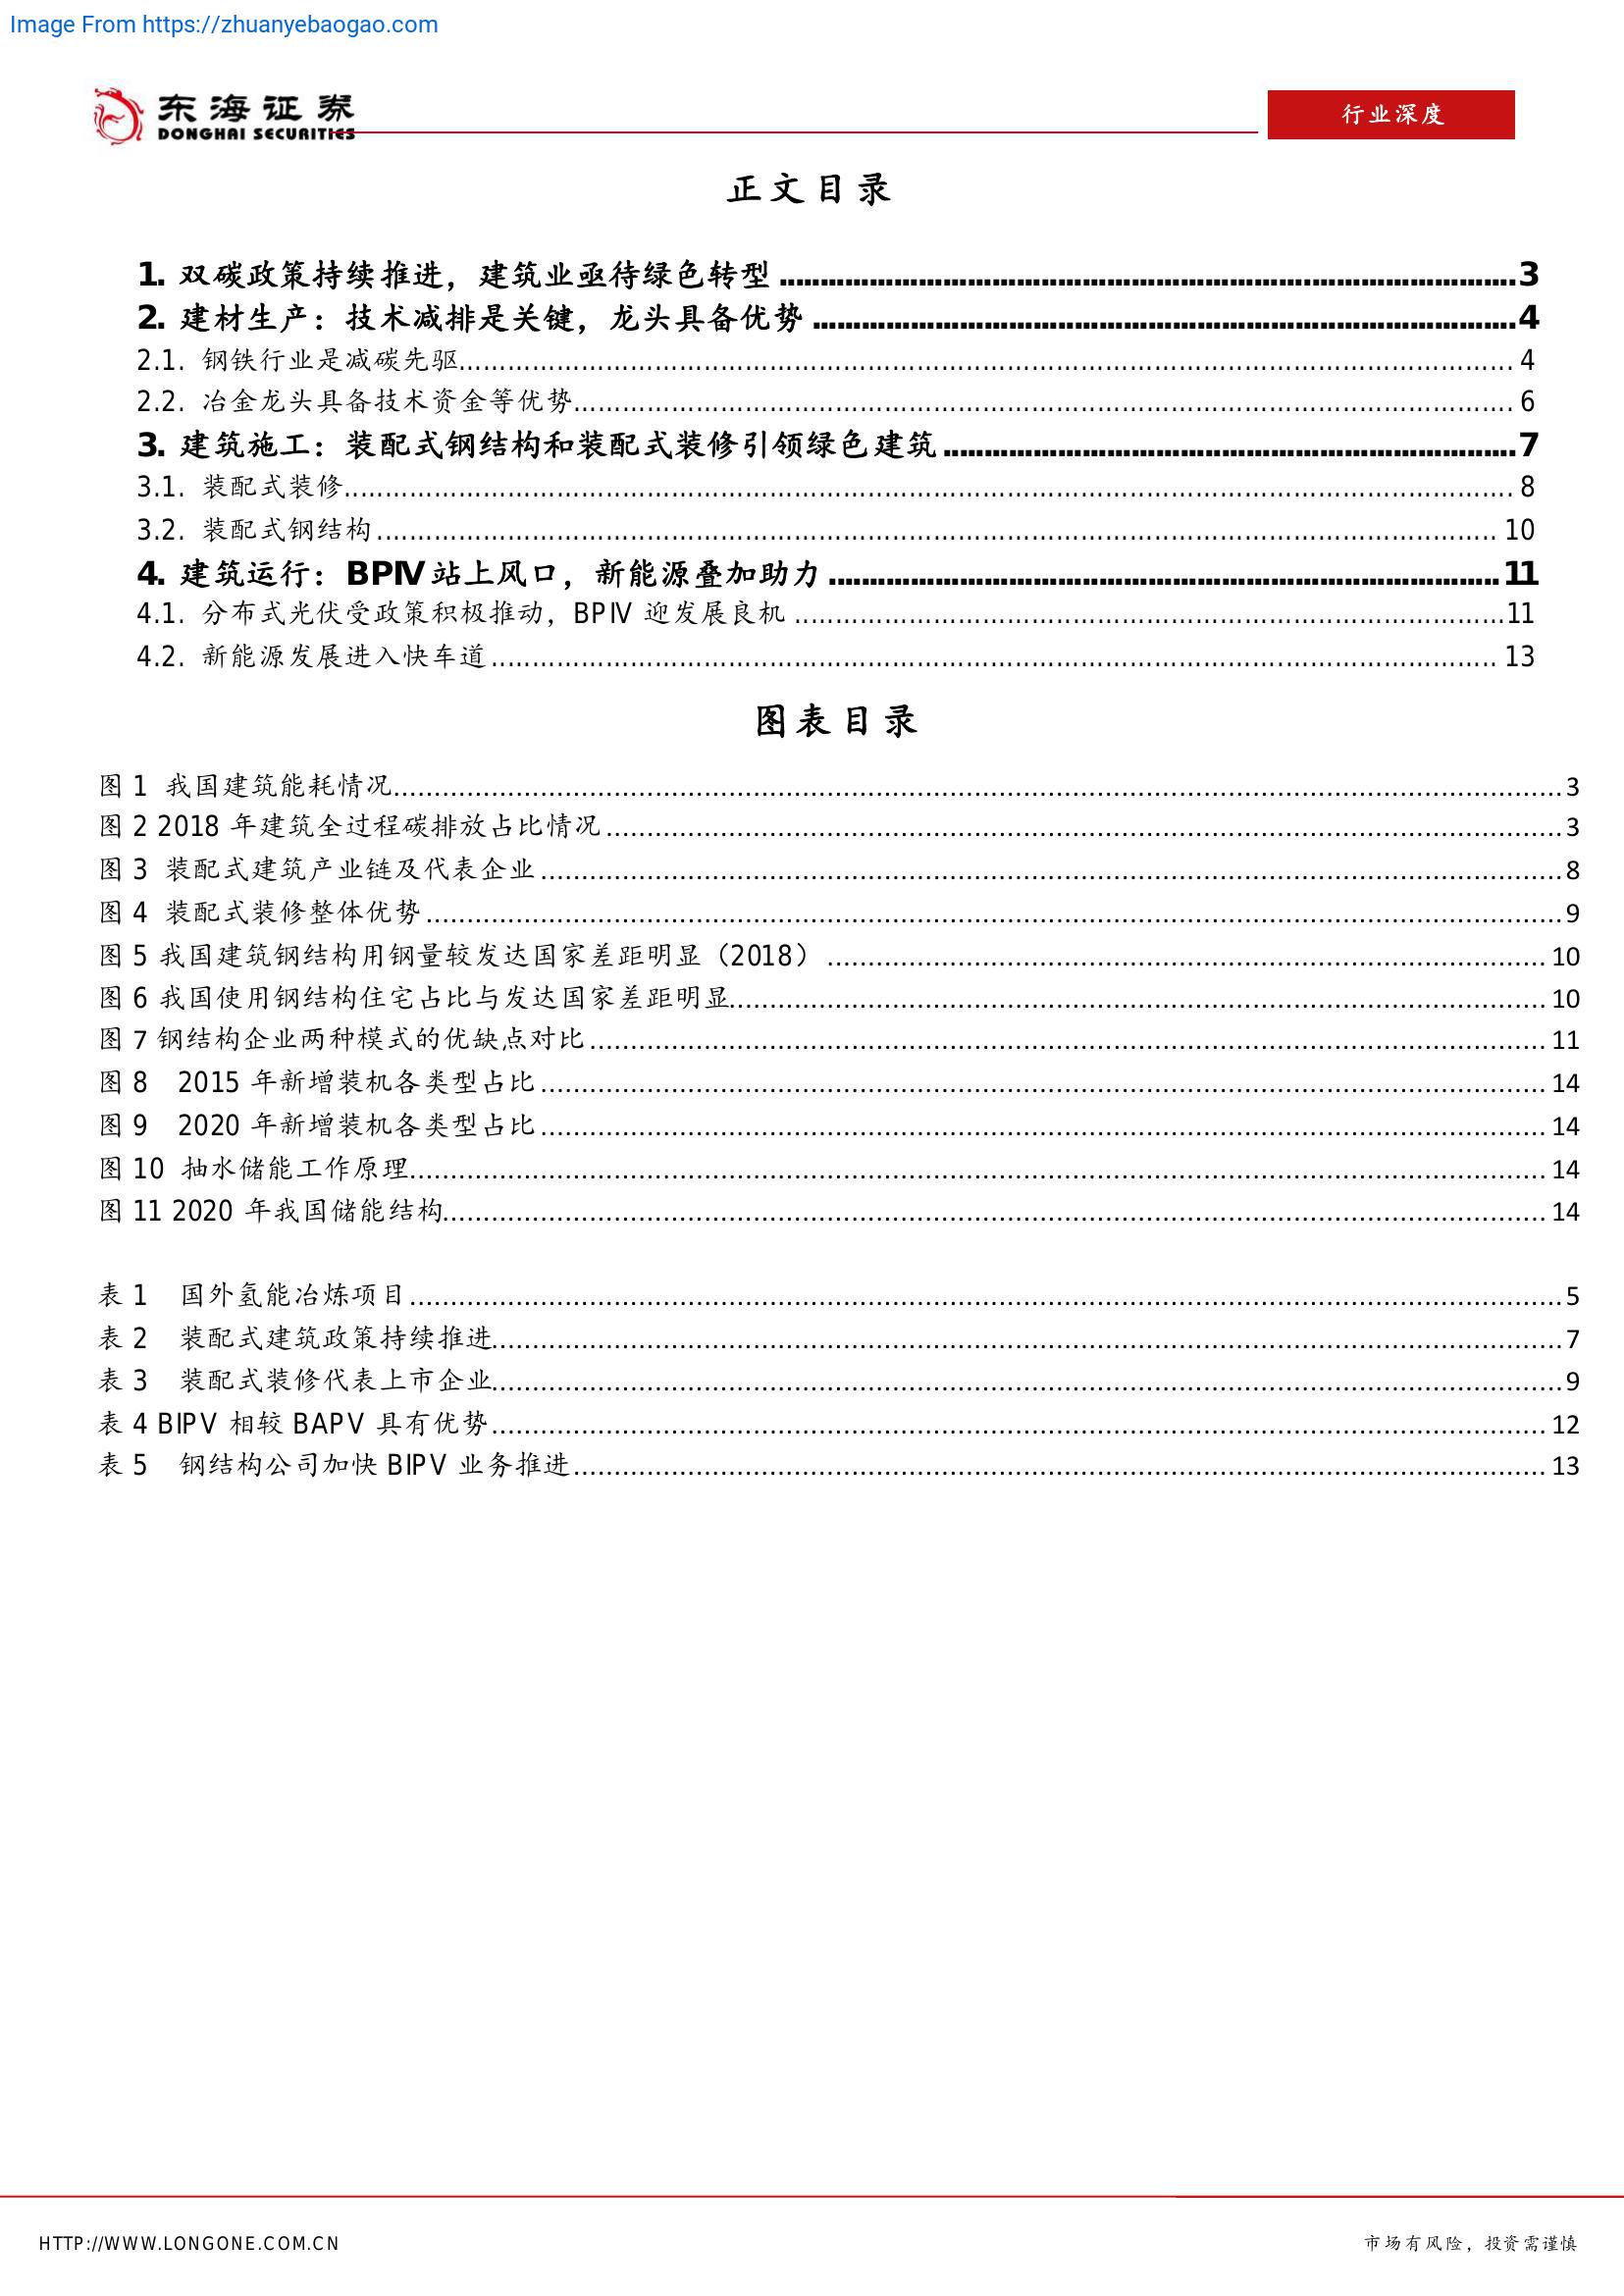 Image From https://zhuanyebaogao.com
东海证券
DONGHAI SECURITIES
行业深度
正文目录
1. 双碳政策持续推进，建筑业亟待绿色转型 3
2. 建材生产：技术减排是关键，龙头具备优势 4
2.1. 钢铁行业是减碳先驱 4
2.2. 冶金龙头具备技术资金等优势 6
3. 建筑施工：装配式钢结构和装配式装修引领绿色建筑 7
3.1. 装配式装修 8
3.2. 装配式钢结构 10
4. 建筑运行：BPIV 站上风口，新能源叠加助力 11
4.1. 分布式光伏受政策积极推动，BPIV 迎发展良机 11
4.2. 新能源发展进入快车道 13
图表目录
图 1 我国建筑能耗情况 3
图 2 2018 年建筑全过程碳排放占比情况 3
图 3 装配式建筑产业链及代表企业 8
图 4 装配式装修整体优势 9
图 5 我国建筑钢结构用钢量较发达国家差距明显（2018） 10
图 6 我国使用钢结构住宅占比与发达国家差距明显 10
图 7 钢结构企业两种模式的优缺点对比 11
图 8 2015 年新增装机各类型占比 14
图 9 2020 年新增装机各类型占比 14
图 10 抽水储能工作原理 14
图 11 2020 年我国储能结构 14
表 1 国外氢能冶炼项目 5
表 2 装配式建筑政策持续推进 7
表 3 装配式装修代表上市企业 9
表 4 BIPV 相较 BAPV 具有优势 12
表 5 钢结构公司加快 BIPV 业务推进 13
HTTP://WWW.LONGONE.COM.CN
市场有风险，投资需谨慎